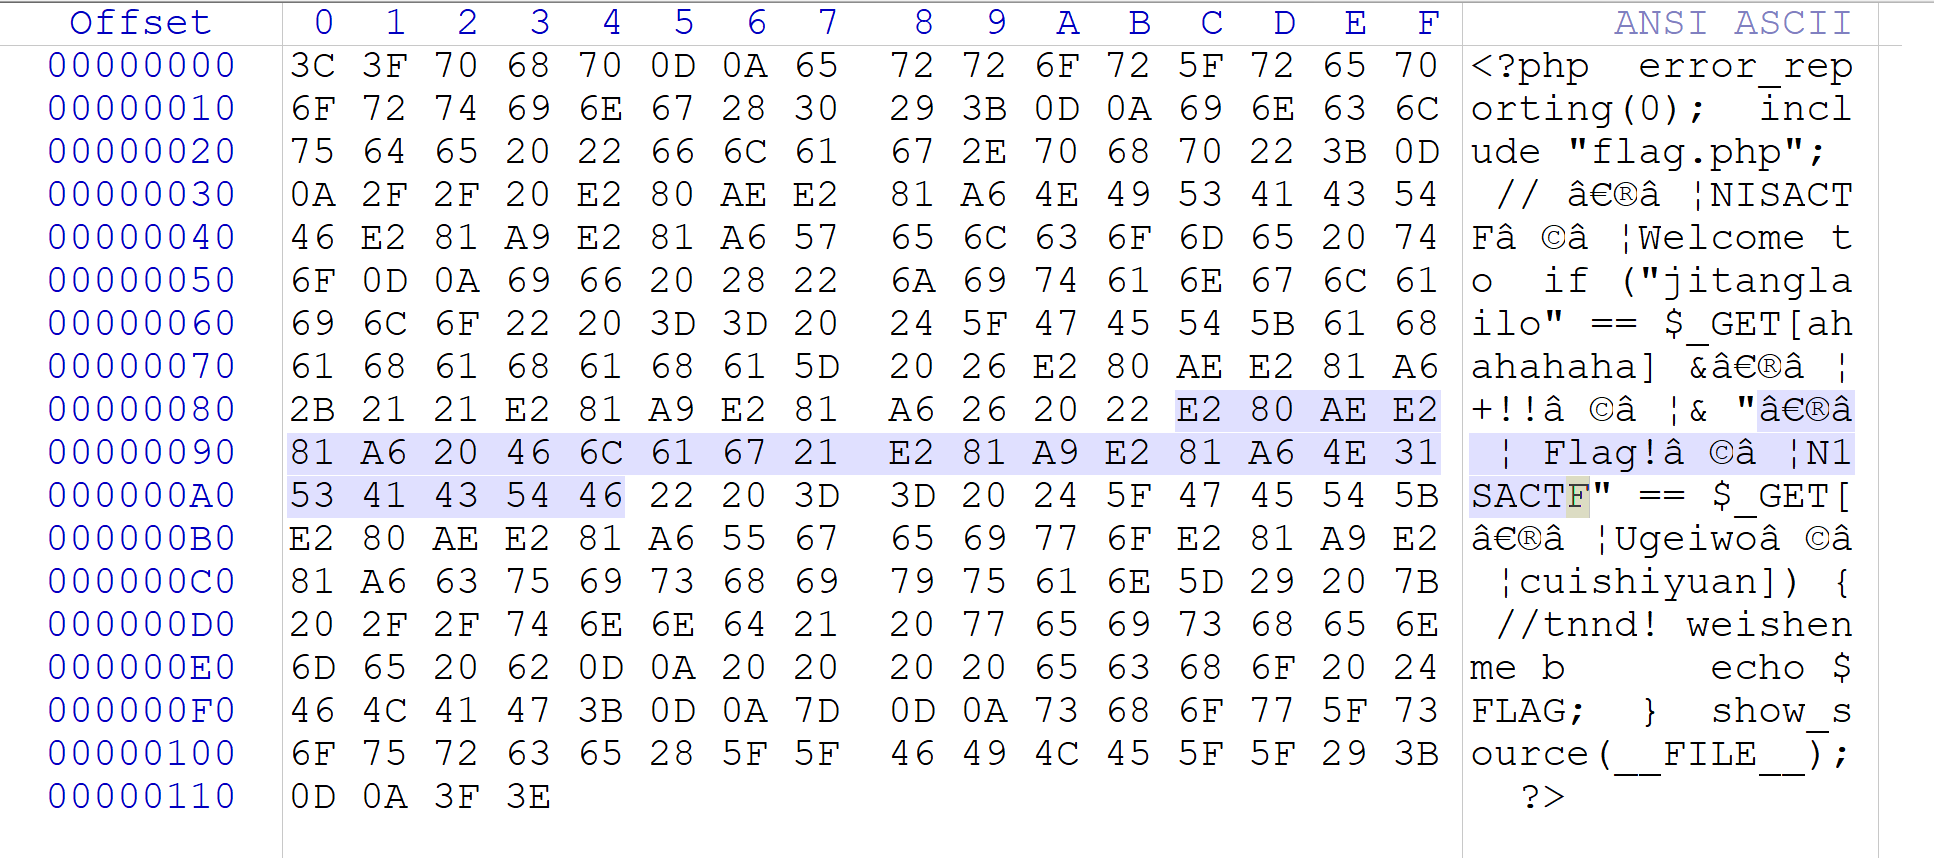 Offset 0 1 2 3 4 5 6 7 8 9 A B C D E F ANSI ASCII
00000000 3C 3F 70 68 70 0D 0A 65 72 72 6F 72 5F 72 65 70 <?php  error_rep
00000010 6F 72 74 69 6E 67 28 30 29 3B 0D 0A 69 6E 63 6C orting(0);  incl
00000020 75 64 65 20 22 66 6C 61 67 2E 70 68 70 22 3B 0D ude "flag.php";
00000030 0A 2F 2F 20 E2 80 AE E2 81 A6 4E 49 53 41 43 54  // â€®â ¦NISACT
00000040 46 E2 81 A9 E2 81 A6 57 65 6C 63 6F 6D 65 20 74 Fâ ©â ¦Welcome t
00000050 6F 0D 0A 69 66 20 28 22 6A 69 74 61 6E 67 6C 61 o  if ("jitangla
00000060 69 6C 6F 22 20 3D 3D 20 24 5F 47 45 54 5B 61 68 ilo" == $_GET[ah
00000070 61 68 61 68 61 68 61 5D 20 26 E2 80 AE E2 81 A6 ahahaha] &â€®â ¦
00000080 2B 21 21 E2 81 A9 E2 81 A6 26 20 22 E2 80 AE E2 +!!â ©â ¦& "â€®â
00000090 81 A6 20 46 6C 61 67 21 E2 81 A9 E2 81 A6 4E 31  ¦ Flag!â ©â ¦N1
000000A0 53 41 43 54 46 22 20 3D 3D 20 24 5F 47 45 54 5B SACTF" == $_GET[
000000B0 E2 80 AE E2 81 A6 55 67 65 69 77 6F E2 81 A9 E2 â€®â ¦Ugeiwoâ ©â
000000C0 81 A6 63 75 69 73 68 69 79 75 61 6E 5D 29 20 7B  ¦cuishiyuan]) {
000000D0 20 2F 2F 74 6E 6E 64 21 20 77 65 69 73 68 65 6E  //tnnd! weishen
000000E0 6D 65 20 62 0D 0A 20 20 20 20 65 63 68 6F 20 24 me b      echo $
000000F0 46 4C 41 47 3B 0D 0A 7D 0D 0A 73 68 6F 77 5F 73 FLAG;  }  show_s
00000100 6F 75 72 63 65 28 5F 5F 46 49 4C 45 5F 5F 29 3B ource(__FILE__);
00000110 0D 0A 3F 3E   ?>